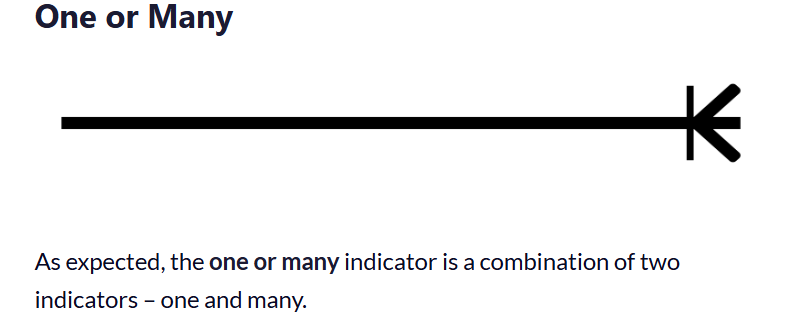 One or Many
As expected, the one or many indicator is a combination of two
indicators – one and many.